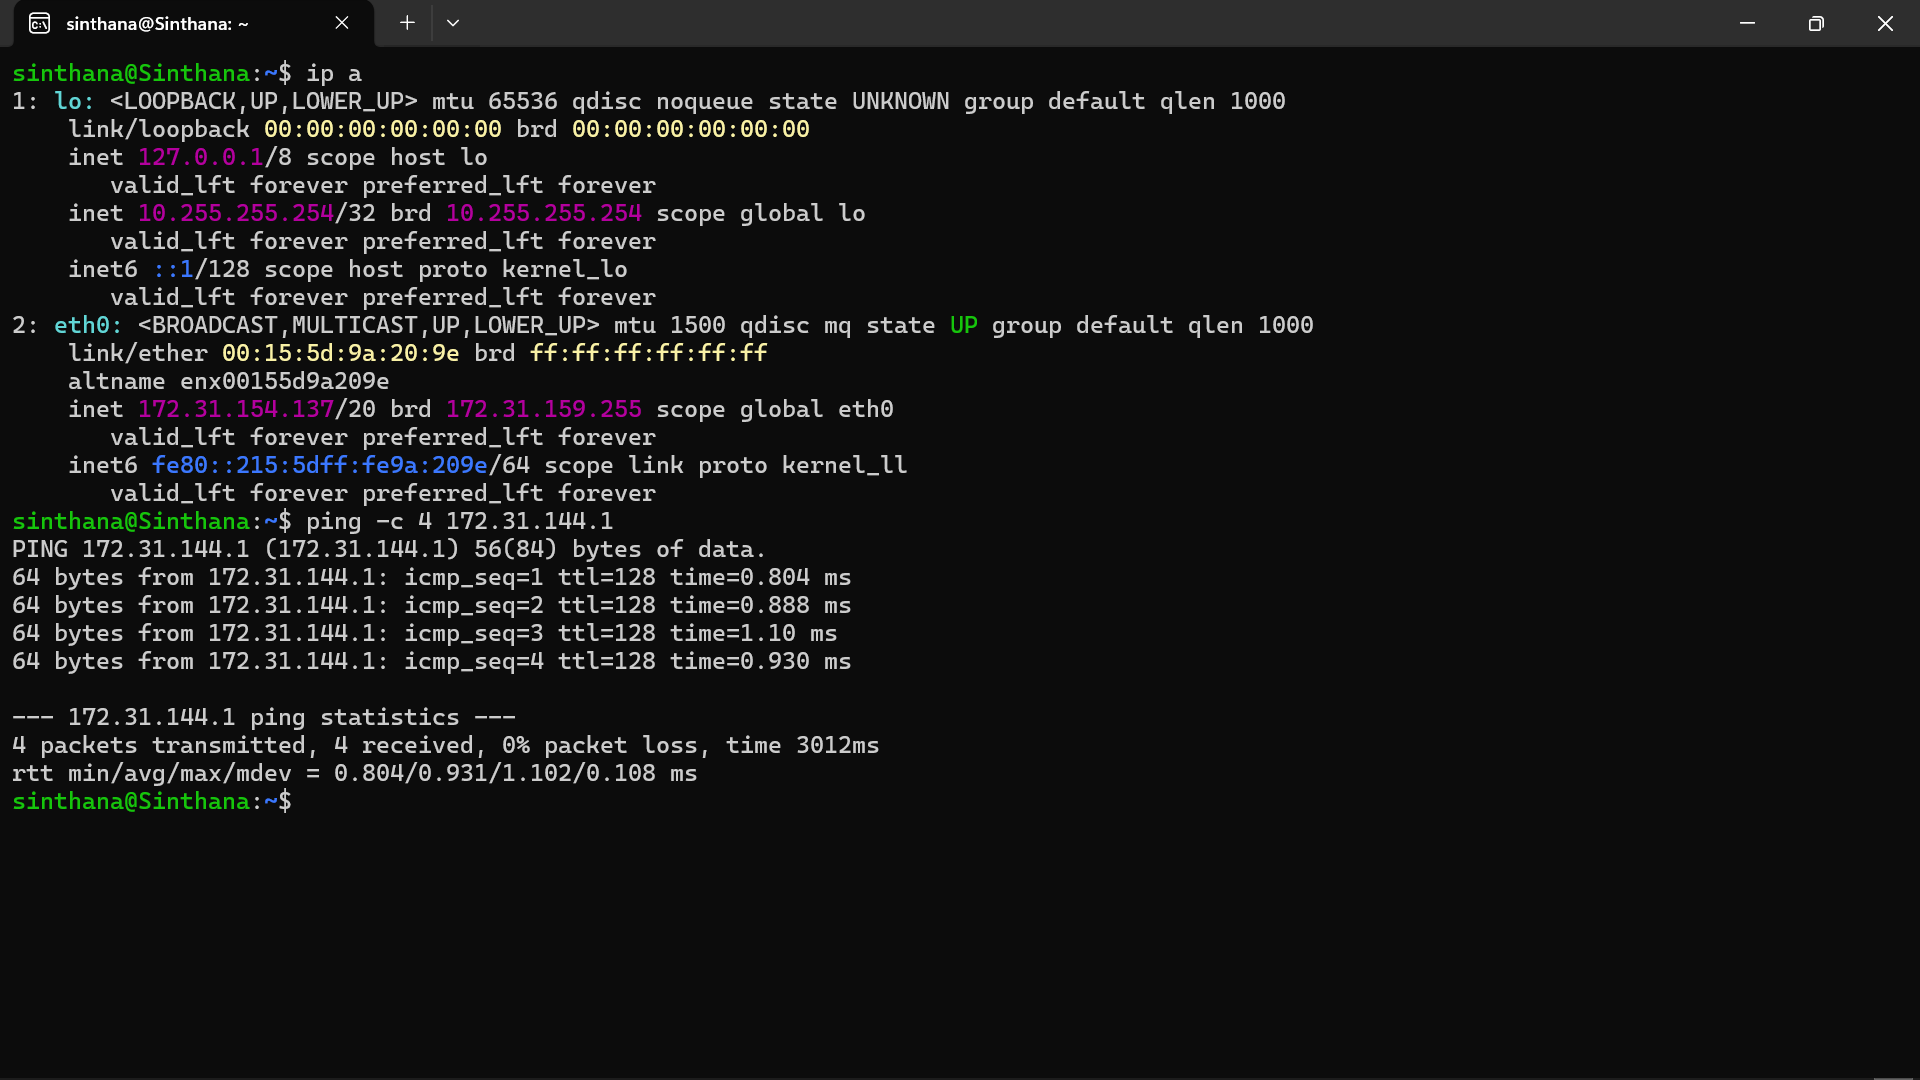 sinthana@Sinthana: ~
sinthana@Sinthana:~$ ip a
1: lo: <LOOPBACK,UP,LOWER_UP> mtu 65536 qdisc noqueue state UNKNOWN group default qlen 1000
    link/loopback 00:00:00:00:00:00 brd 00:00:00:00:00:00
    inet 127.0.0.1/8 scope host lo
       valid_lft forever preferred_lft forever
    inet 10.255.255.254/32 brd 10.255.255.254 scope global lo
       valid_lft forever preferred_lft forever
    inet6 ::1/128 scope host proto kernel_lo
       valid_lft forever preferred_lft forever
2: eth0: <BROADCAST,MULTICAST,UP,LOWER_UP> mtu 1500 qdisc mq state UP group default qlen 1000
    link/ether 00:15:5d:9a:20:9e brd ff:ff:ff:ff:ff:ff
    altname enx00155d9a209e
    inet 172.31.154.137/20 brd 172.31.159.255 scope global eth0
       valid_lft forever preferred_lft forever
    inet6 fe80::215:5dff:fe9a:209e/64 scope link proto kernel_ll
       valid_lft forever preferred_lft forever
sinthana@Sinthana:~$ ping -c 4 172.31.144.1
PING 172.31.144.1 (172.31.144.1) 56(84) bytes of data.
64 bytes from 172.31.144.1: icmp_seq=1 ttl=128 time=0.804 ms
64 bytes from 172.31.144.1: icmp_seq=2 ttl=128 time=0.888 ms
64 bytes from 172.31.144.1: icmp_seq=3 ttl=128 time=1.10 ms
64 bytes from 172.31.144.1: icmp_seq=4 ttl=128 time=0.930 ms

--- 172.31.144.1 ping statistics ---
4 packets transmitted, 4 received, 0% packet loss, time 3012ms
rtt min/avg/max/mdev = 0.804/0.931/1.102/0.108 ms
sinthana@Sinthana:~$